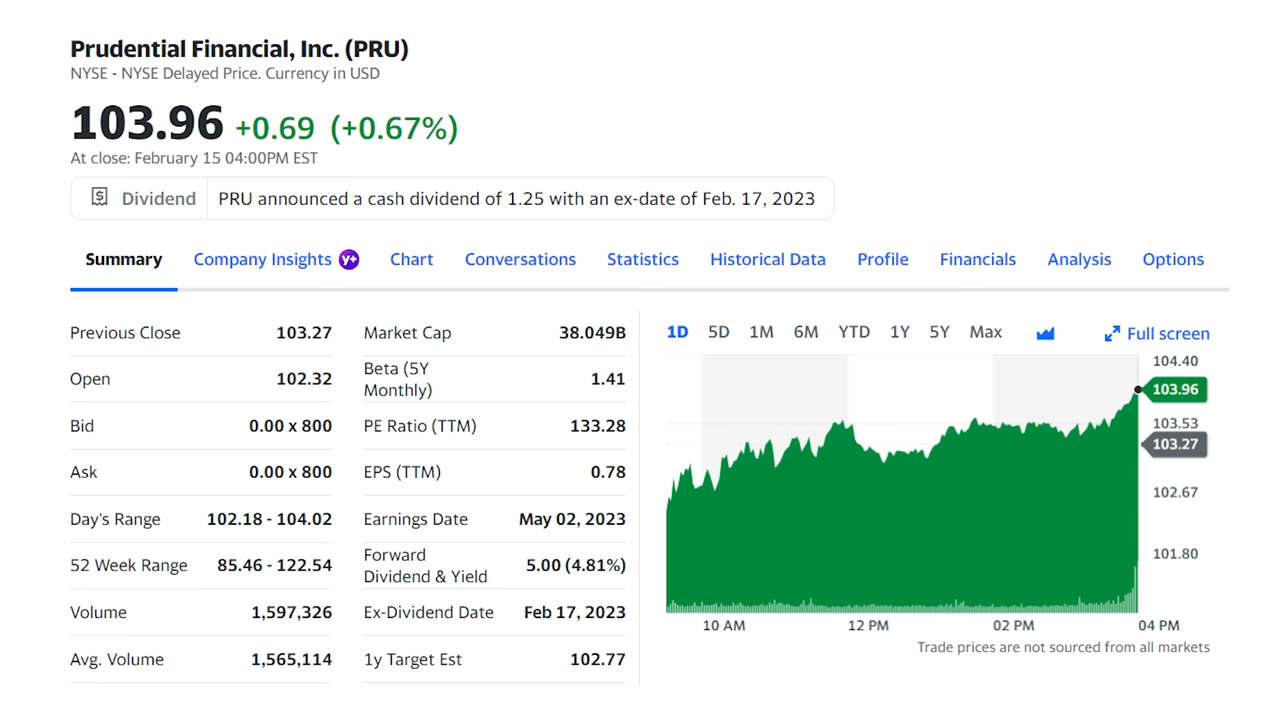 Prudential Financial, Inc. (PRU)
NYSE - NYSE Delayed Price. Currency in USD
103.96 +0.69 (+0.67%)
At close: February 15 04:00PM EST
Dividend PRU announced a cash dividend of 1.25 with an ex-date of Feb. 17, 2023
Summary Company Insights y+ Chart Conversations Statistics Historical Data Profile Financials Analysis Options
Previous Close 103.27
Open 102.32
Bid 0.00 x 800
Ask 0.00 x 800
Day's Range 102.18 - 104.02
52 Week Range 85.46 - 122.54
Volume 1,597,326
Avg. Volume 1,565,114
Market Cap 38.049B
Beta (5Y
Monthly) 1.41
PE Ratio (TTM) 133.28
EPS (TTM) 0.78
Earnings Date May 02, 2023
Forward
Dividend & Yield 5.00 (4.81%)
Ex-Dividend Date Feb 17, 2023
1y Target Est 102.77
1D 5D 1M 6M YTD 1Y 5Y Max Full screen
104.40
103.96
103.53
103.27
102.67
101.80
10 AM 12 PM 02 PM 04 PM
Trade prices are not sourced from all markets